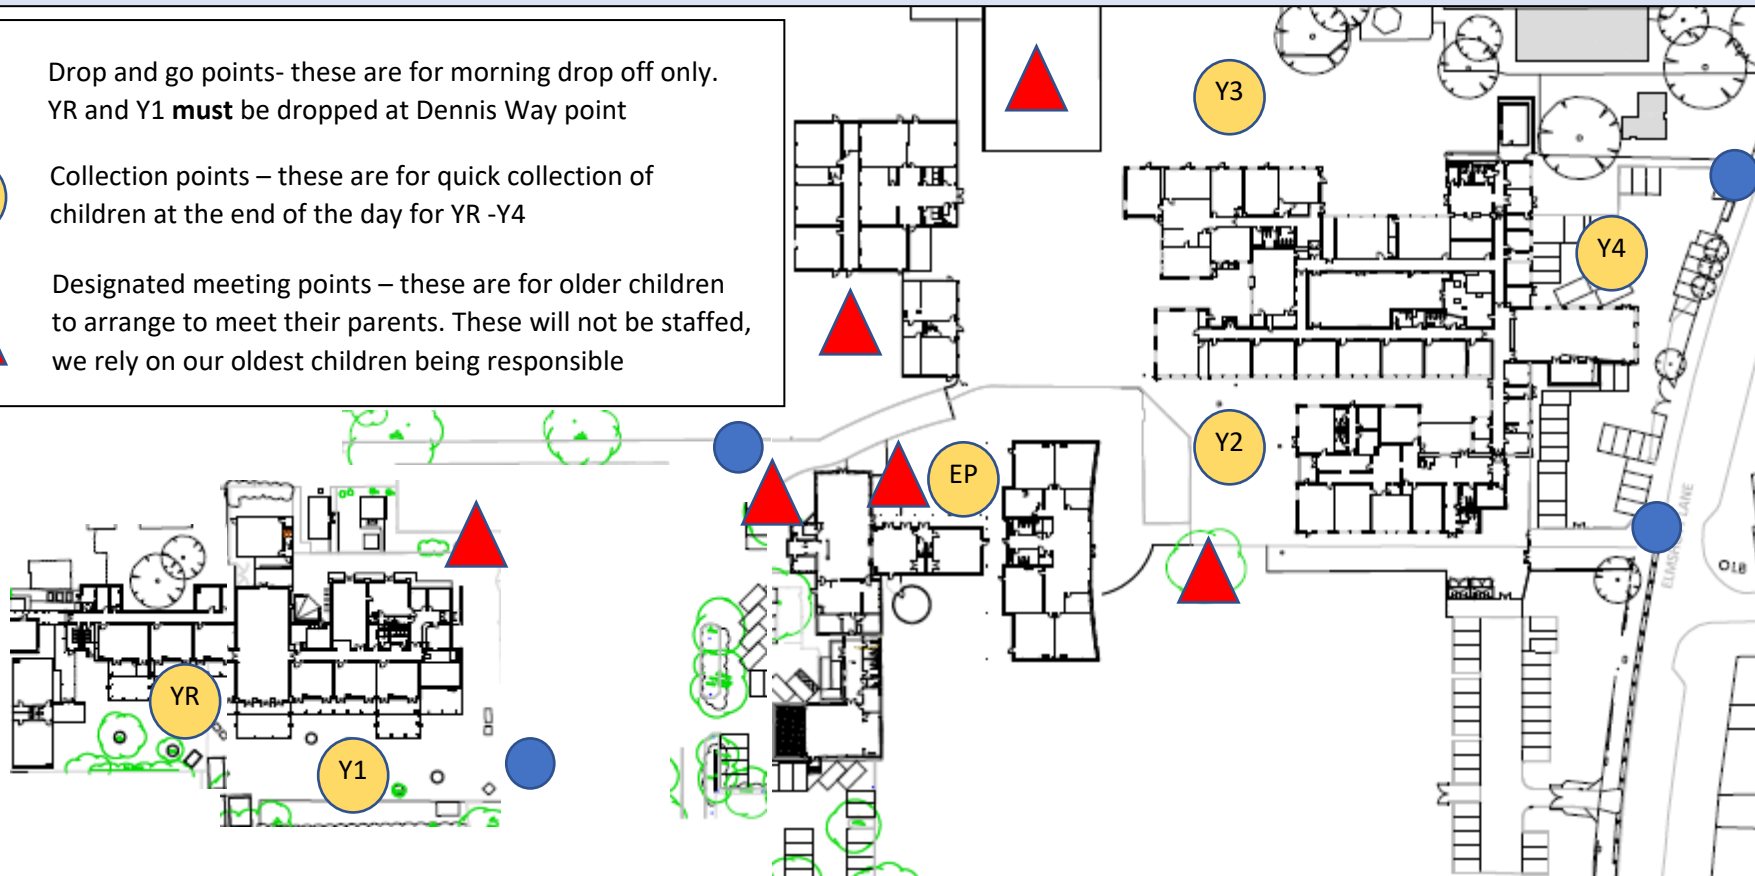 Drop and go points- these are for morning drop off only.
YR and Y1 must be dropped at Dennis Way point
Collection points – these are for quick collection of
children at the end of the day for YR -Y4
Designated meeting points – these are for older children
to arrange to meet their parents. These will not be staffed,
we rely on our oldest children being responsible
Y3
Y4
Y2
EP
YR
Y1
LANE